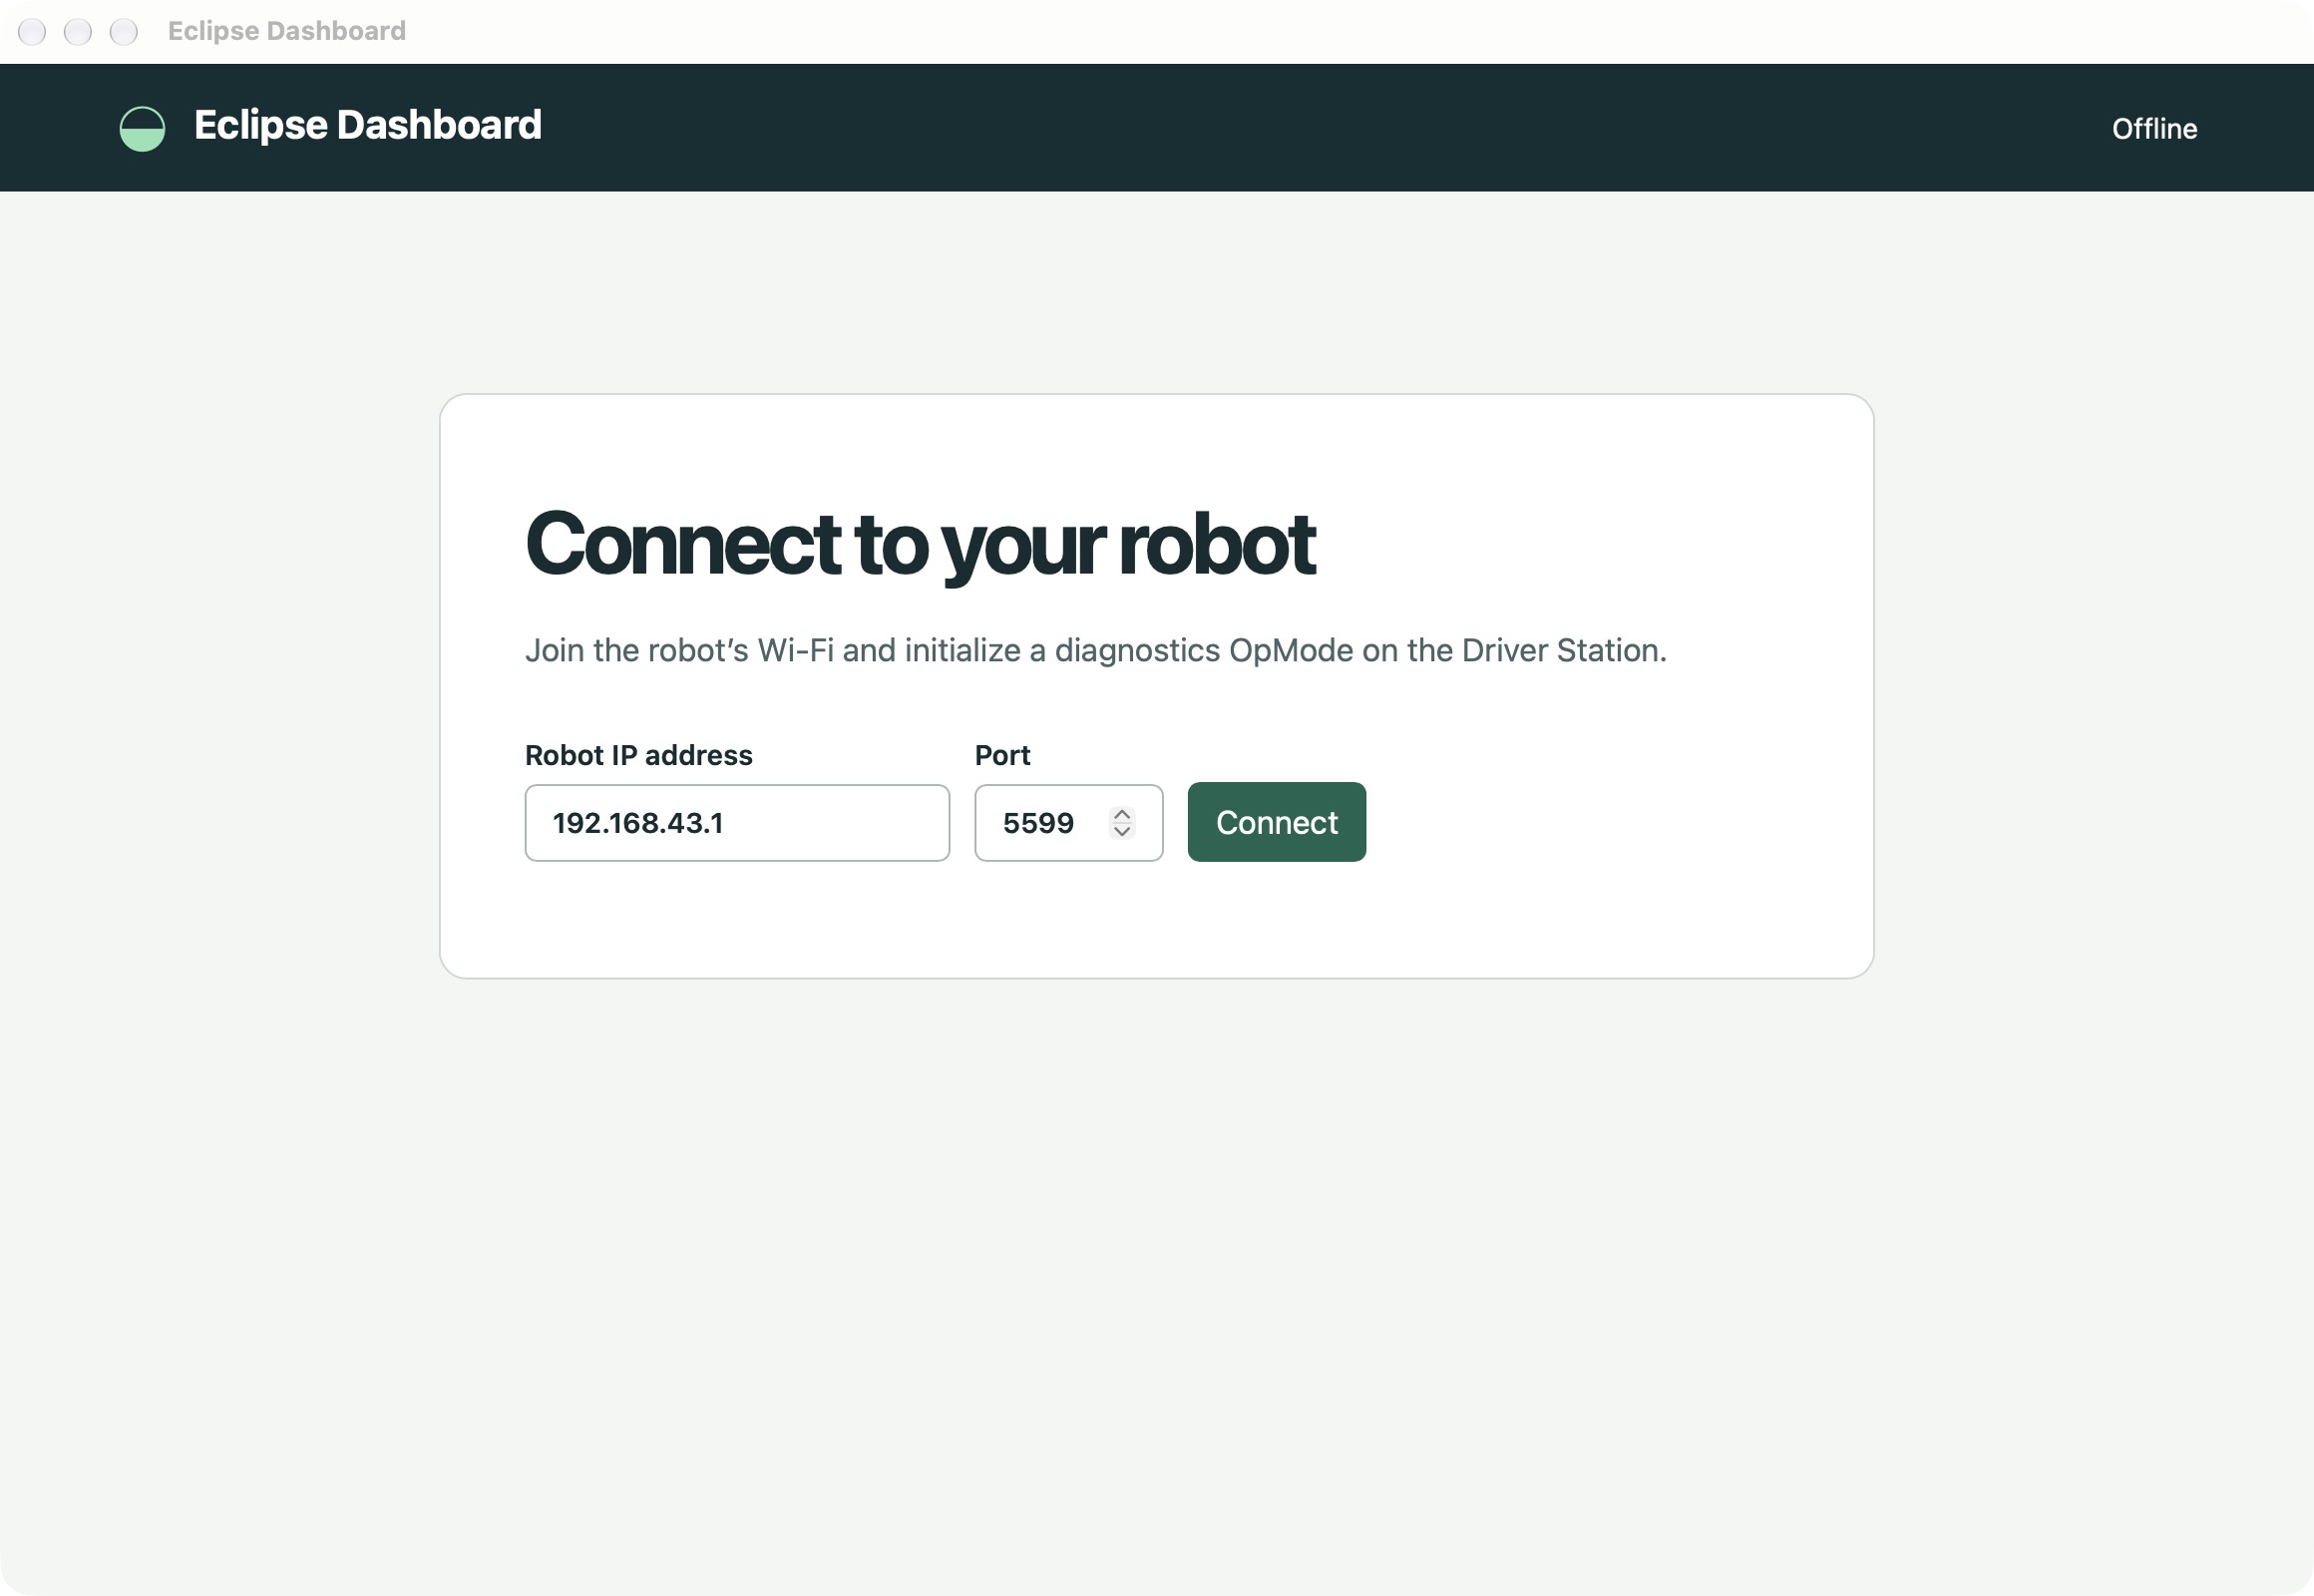 Eclipse Dashboard
Eclipse Dashboard
Offline
Connect to your robot
Join the robot’s Wi-Fi and initialize a diagnostics OpMode on the Driver Station.
Robot IP address
Port
192.168.43.1
5599
Connect